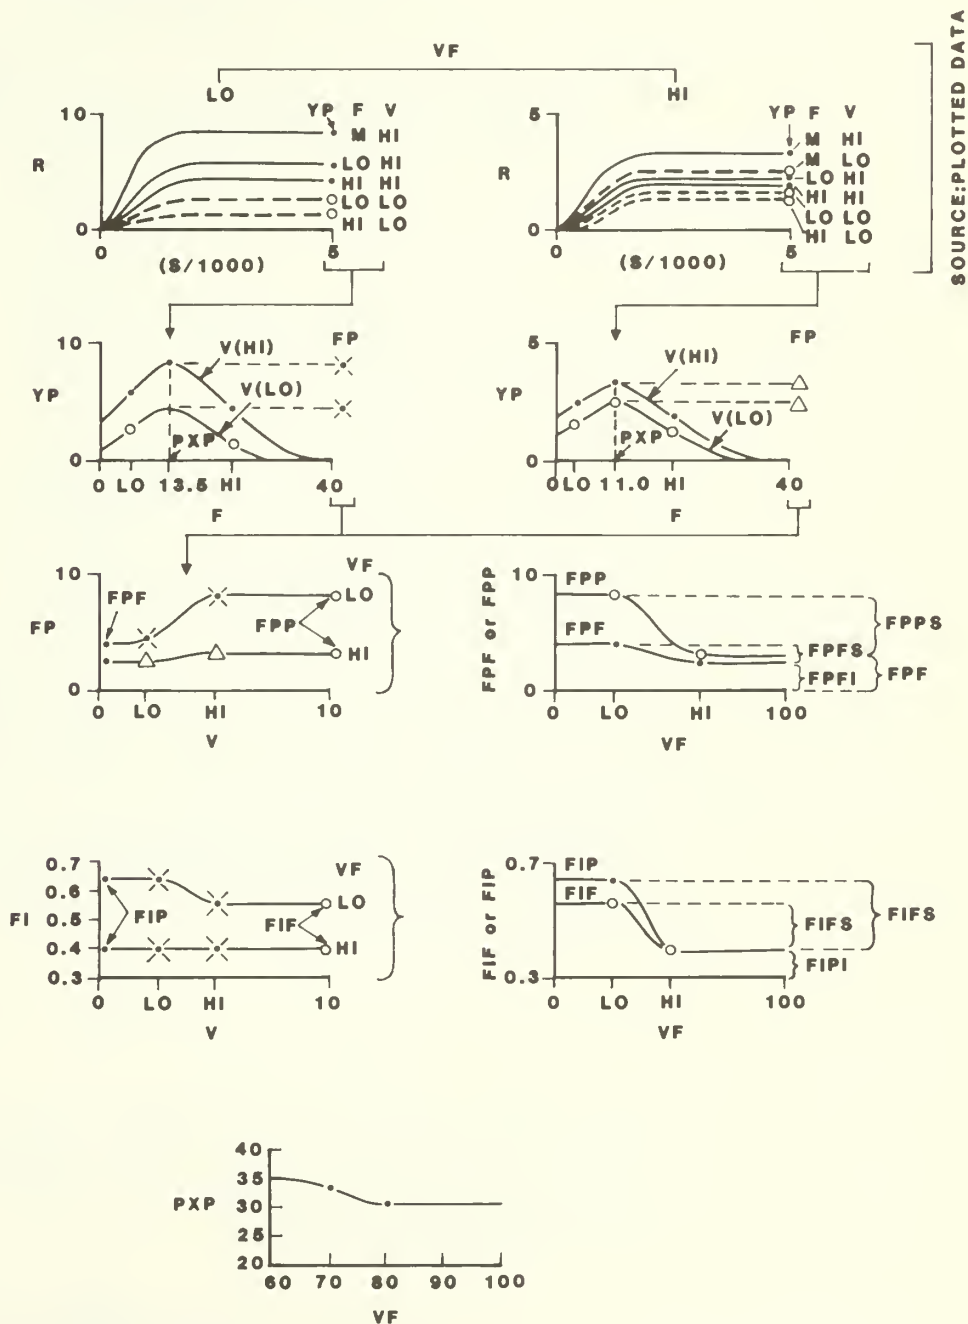 VF
LO
HI
SOURCE:PLOTTED DATA
10
R
0
YP F V
M HI
LO HI
HI HI
LO LO
HI LO
0
5
(S/1000)
5
R
0
YP F V
M HI
M LO
LO HI
HI HI
LO LO
HI LO
0
5
(S/1000)
10
YP
0
V(HI)
V(LO)
PXP
FP
0 LO 13.5 HI 40
F
5
YP
0
V(HI)
V(LO)
PXP
FP
0 LO 11.0 HI 40
F
10
FP
0
FPF
FPP
VF
LO
HI
0 LO HI 10
V
FPF or FPP
10
0
FPP
FPF
FPPS
FPFS
FPFI
FPF
0 LO HI 100
VF
0.7
0.6
FI 0.5
0.4
0.3
FIP
FIF
VF
LO
HI
0 LO HI 10
V
FIF or FIP
0.7
0.3
FIP
FIF
FIFS
FIFS
FIPI
0 LO HI 100
VF
40
35
PXP 30
25
20
60 70 80 90 100
VF